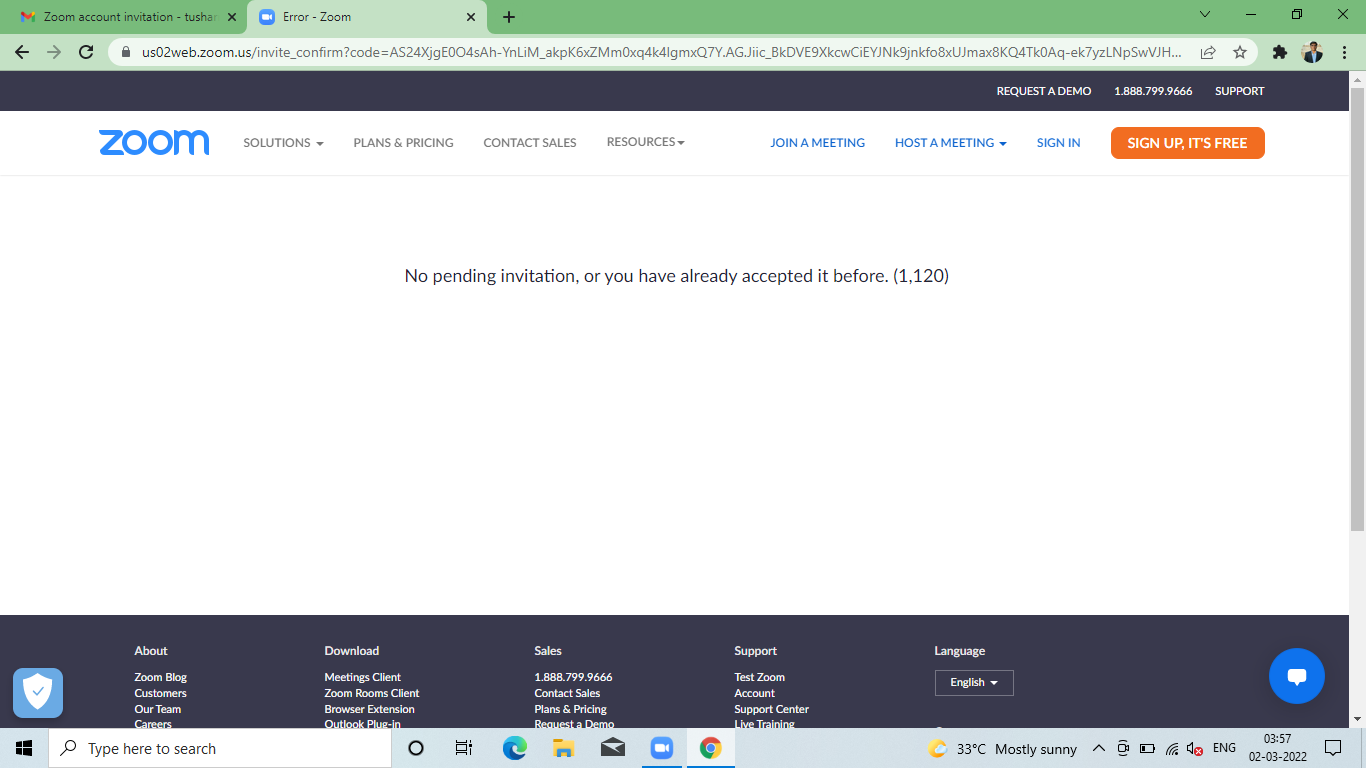 Zoom account invitation - tushar
Error - Zoom
us02web.zoom.us/invite_confirm?code=AS24XjgE0O4sAh-YnLiM_akpK6xZMm0xq4k4lgmxQ7Y.AG.Jiic_BkDVE9XkcwCiEYJNk9jnkfo8xUJmax8KQ4Tk0Aq-ek7yzLNpSwVJH...
REQUEST A DEMO 1.888.799.9666 SUPPORT
zoom SOLUTIONS PLANS & PRICING CONTACT SALES RESOURCES JOIN A MEETING HOST A MEETING SIGN IN SIGN UP, IT'S FREE
No pending invitation, or you have already accepted it before. (1,120)
About Download Sales Support Language
Zoom Blog Meetings Client 1.888.799.9666 Test Zoom English
Customers Zoom Rooms Client Contact Sales Account
Our Team Browser Extension Plans & Pricing Support Center
Careers Outlook Plug-in Request a Demo Live Training
Type here to search
33°C Mostly sunny
ENG
03:57
02-03-2022